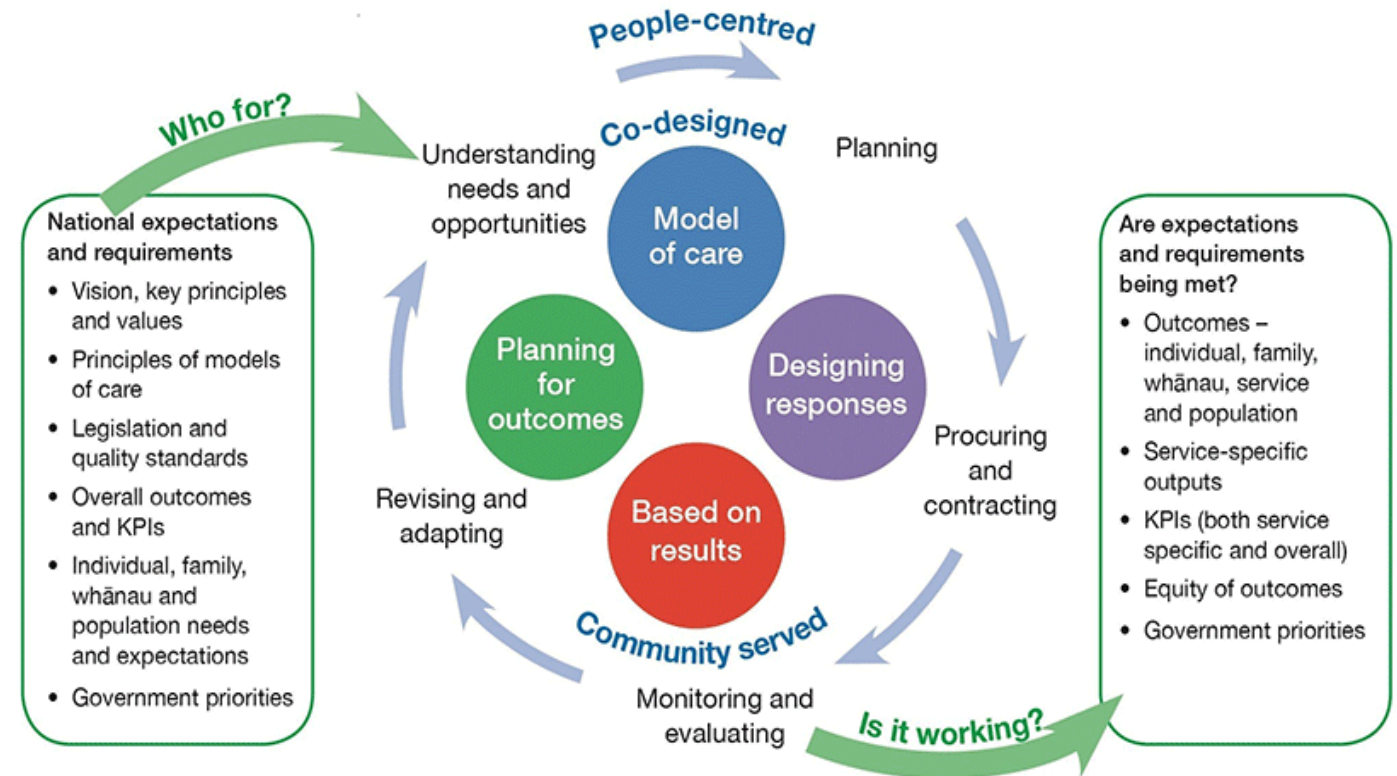 People-centred
Who for?
Co-designed
Understanding
needs and
opportunities
Planning
National expectations
and requirements
• Vision, key principles
and values
• Principles of models
of care
• Legislation and
quality standards
• Overall outcomes
and KPIs
• Individual, family,
whānau and
population needs
and expectations
• Government priorities
Model
of care
Planning
for
outcomes
Designing
responses
Based on
results
Procuring
and
contracting
Revising and
adapting
Community served
Monitoring and
evaluating
Is it working?
Are expectations
and requirements
being met?
• Outcomes –
individual, family,
whānau, service
and population
• Service-specific
outputs
• KPIs (both service
specific and overall)
• Equity of outcomes
• Government priorities